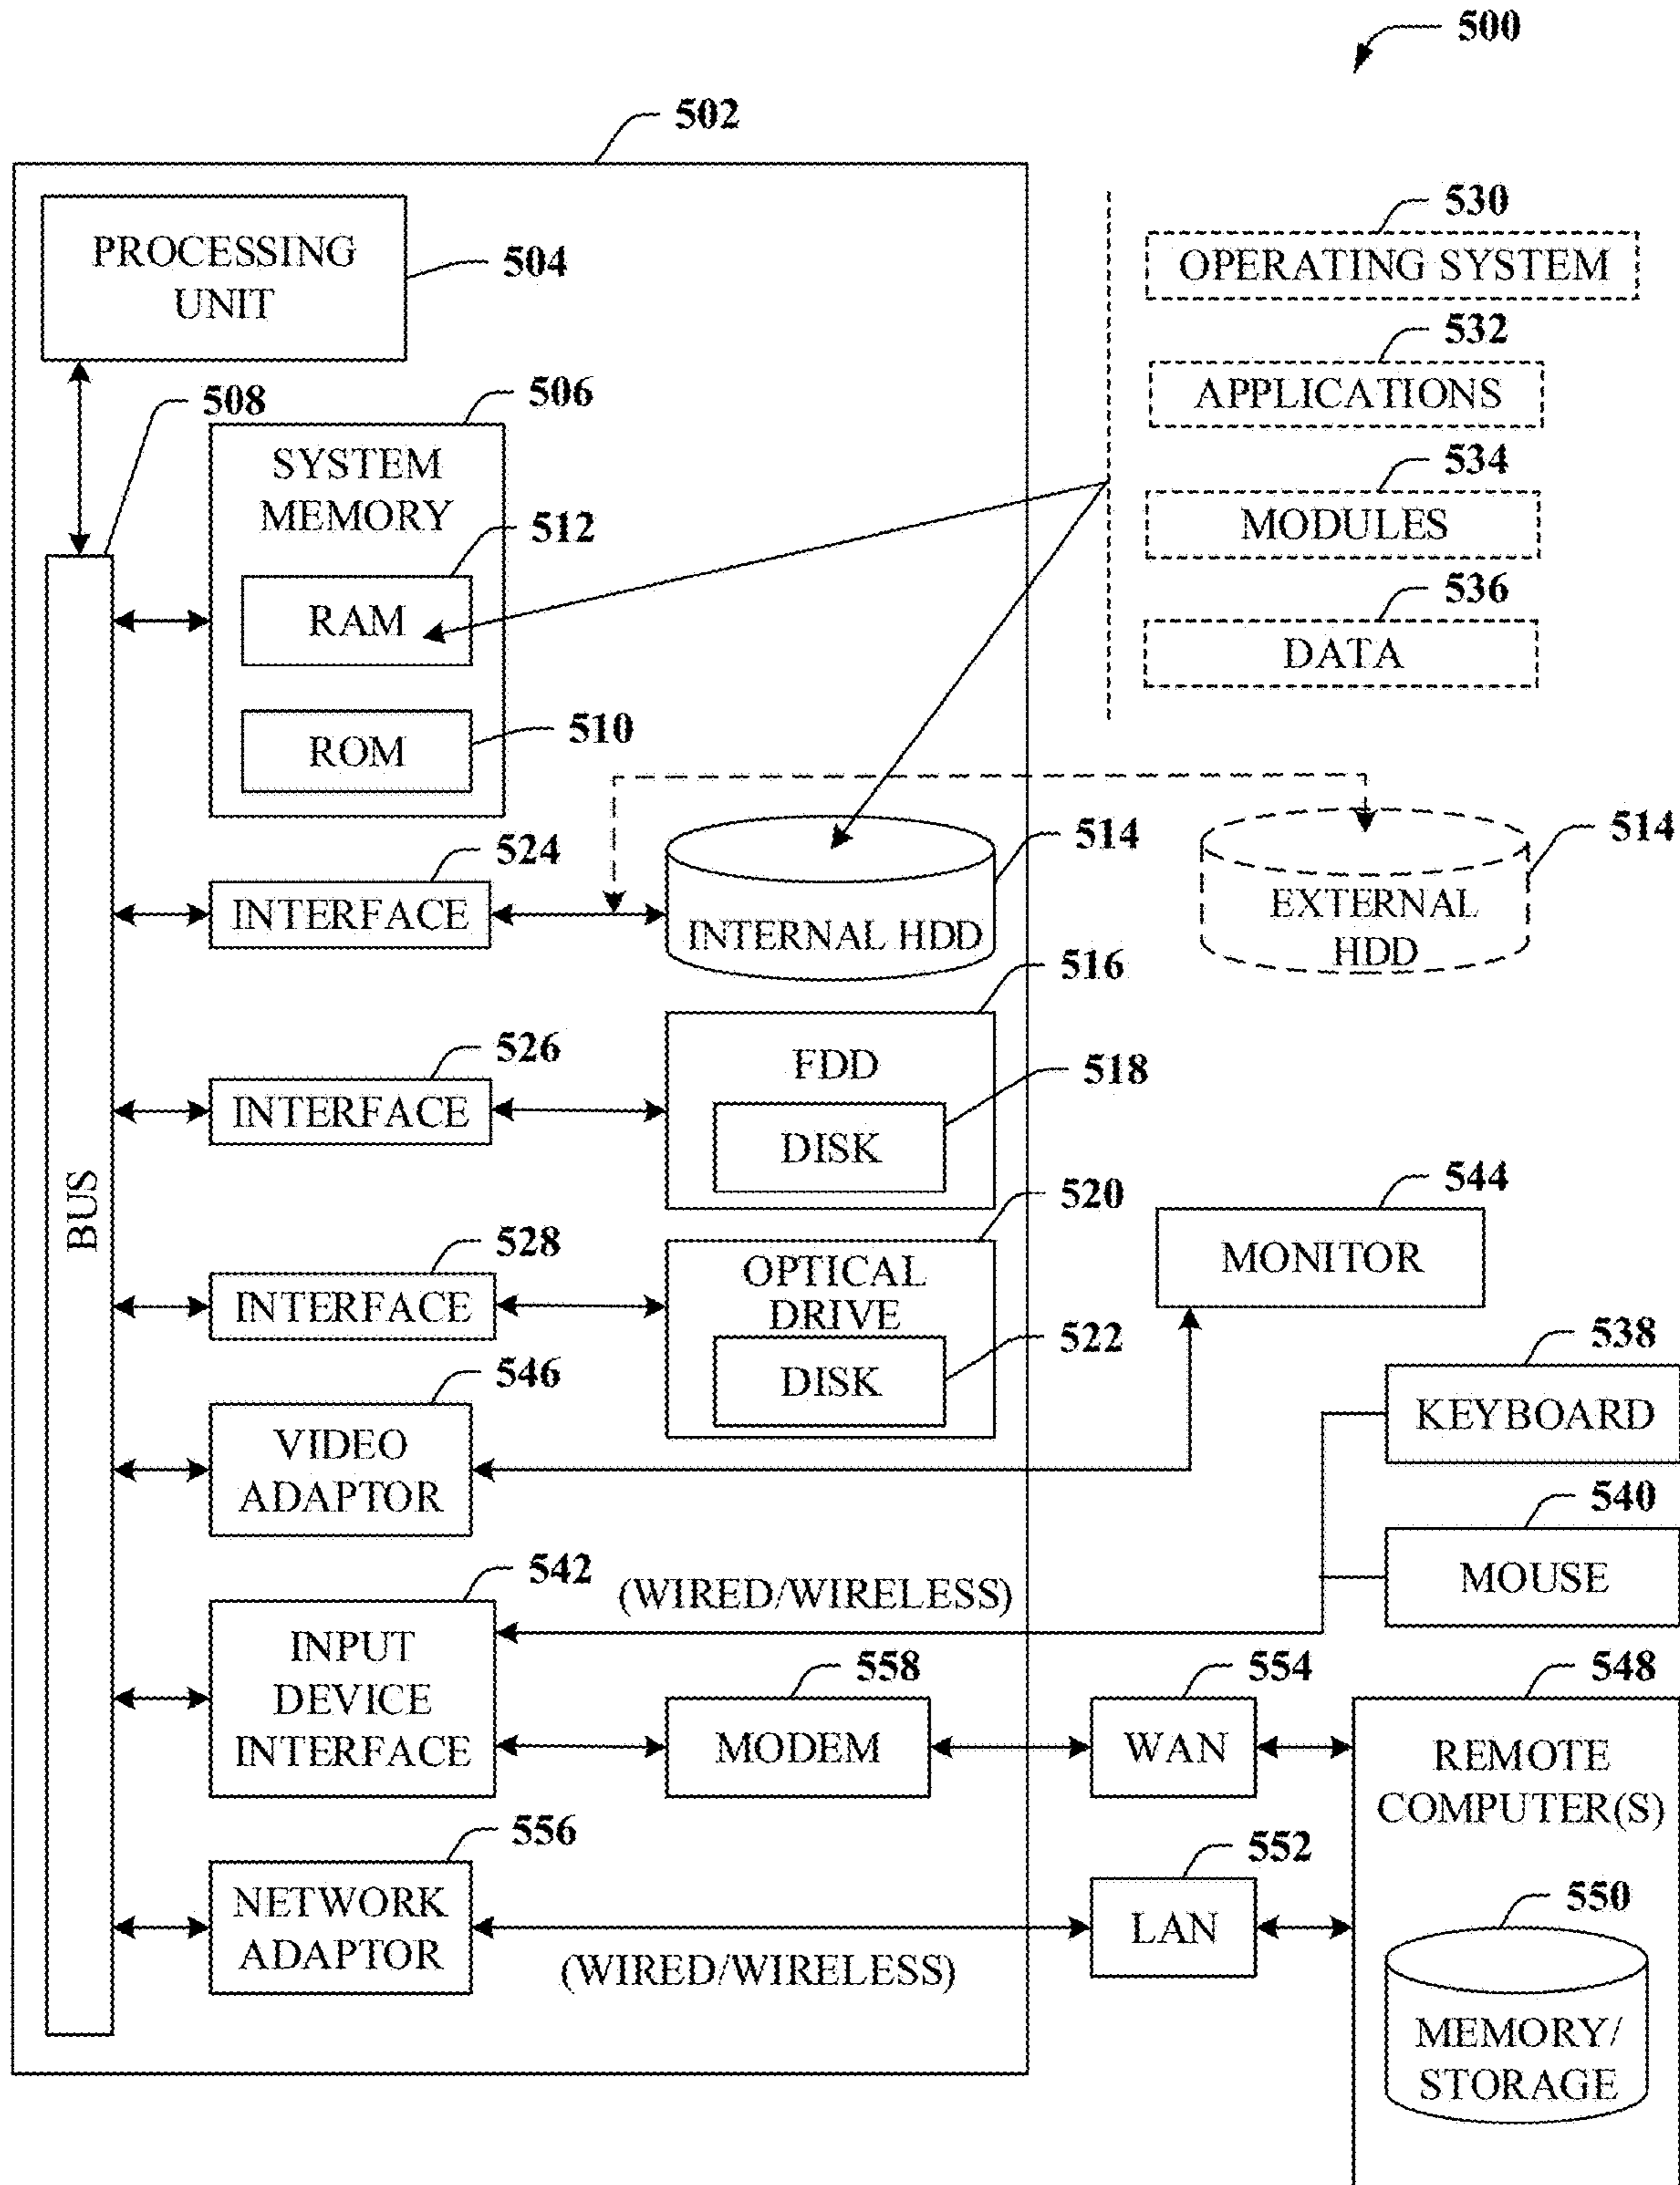 500
502
PROCESSING
UNIT
504
530
OPERATING SYSTEM
532
APPLICATIONS
534
MODULES
536
DATA
508
506
SYSTEM
MEMORY
512
RAM
510
ROM
BUS
524
INTERFACE
514
INTERNAL HDD
514
EXTERNAL
HDD
526
INTERFACE
516
FDD
518
DISK
528
INTERFACE
520
OPTICAL
DRIVE
522
DISK
544
MONITOR
546
VIDEO
ADAPTOR
538
KEYBOARD
540
MOUSE
542
INPUT
DEVICE
INTERFACE
(WIRED/WIRELESS)
558
MODEM
554
WAN
548
REMOTE
COMPUTER(S)
556
NETWORK
ADAPTOR
(WIRED/WIRELESS)
552
LAN
550
MEMORY/
STORAGE